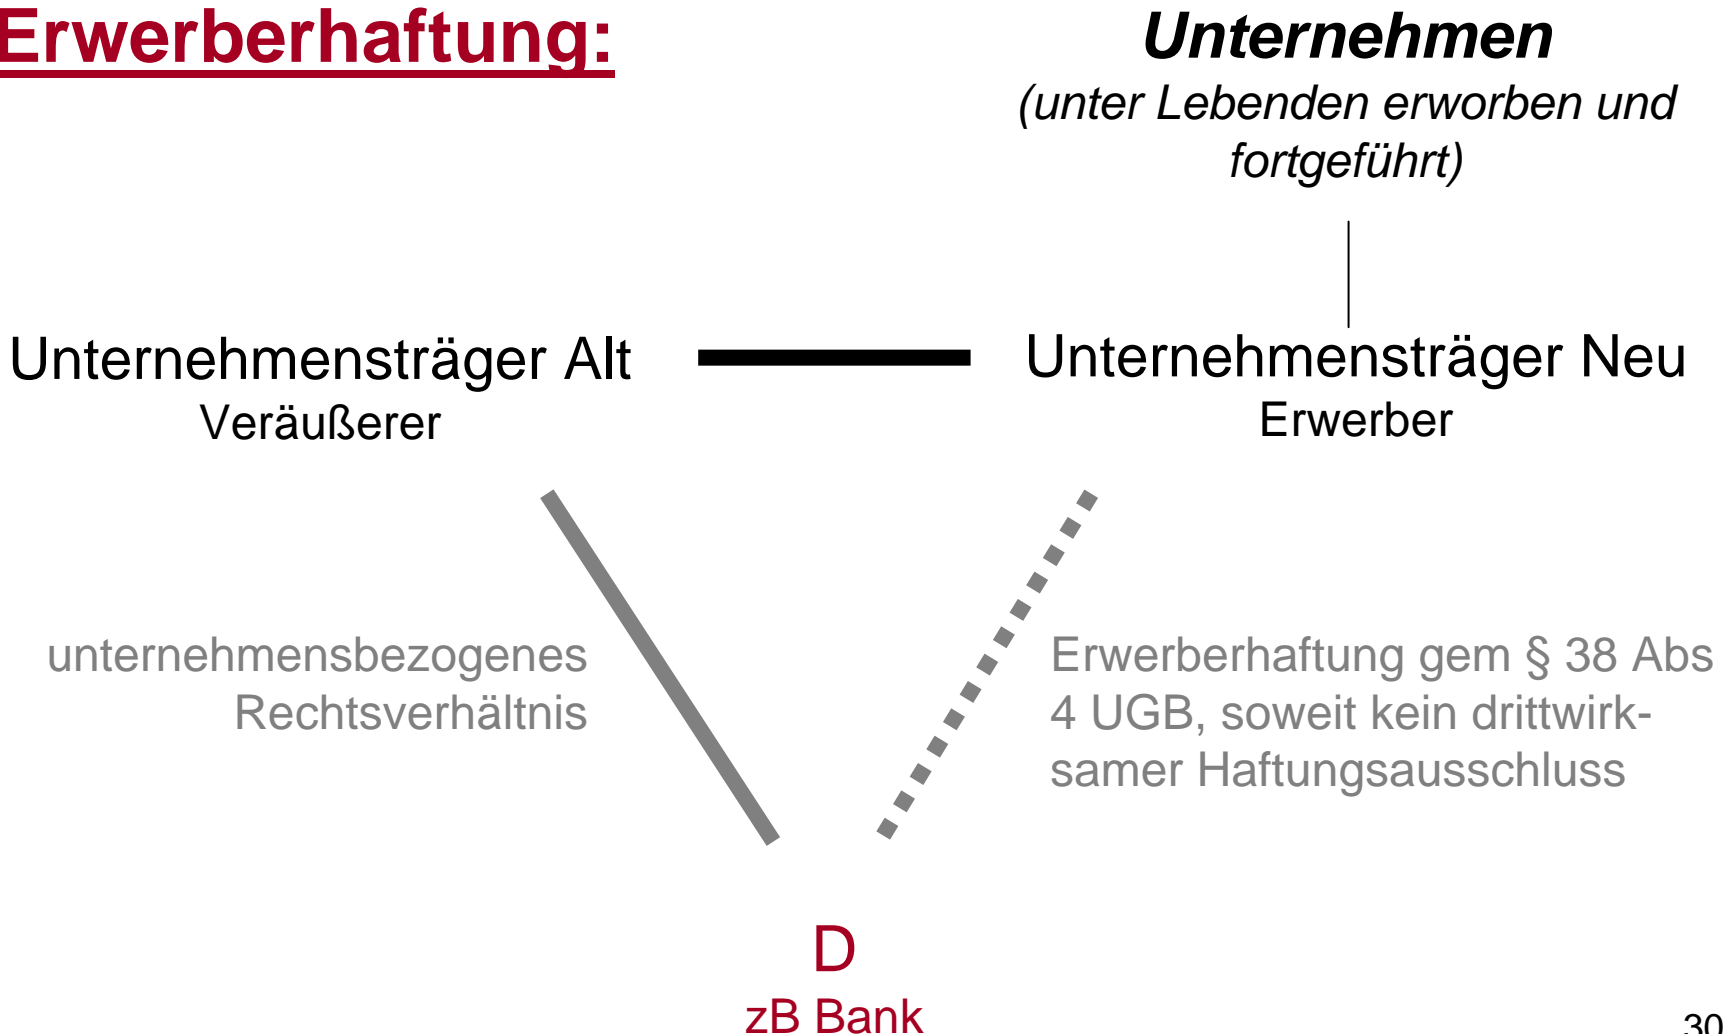 Erwerberhaftung:
Unternehmen
(unter Lebenden erworben und
fortgeführt)
Unternehmensträger Alt
Veräußerer
Unternehmensträger Neu
Erwerber
unternehmensbezogenes
Rechtsverhältnis
Erwerberhaftung gem § 38 Abs
4 UGB, soweit kein drittwirk-
samer Haftungsausschluss
D
zB Bank
30